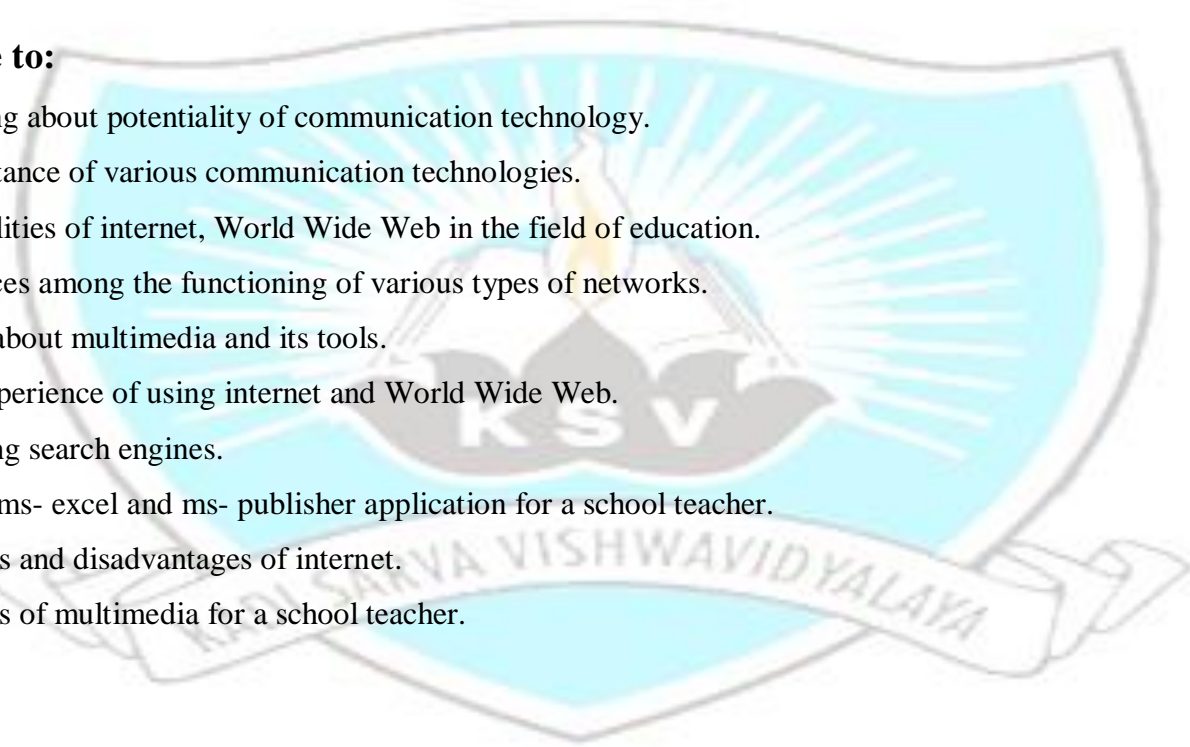 e to:
ng about potentiality of communication technology.
tance of various communication technologies.
lities of internet, World Wide Web in the field of education.
ces among the functioning of various types of networks.
about multimedia and its tools.
perience of using internet and World Wide Web.
ng search engines.
ms- excel and ms- publisher application for a school teacher.
s and disadvantages of internet.
s of multimedia for a school teacher.
KSV
KADI SARVA VISHWAVIDYALAYA